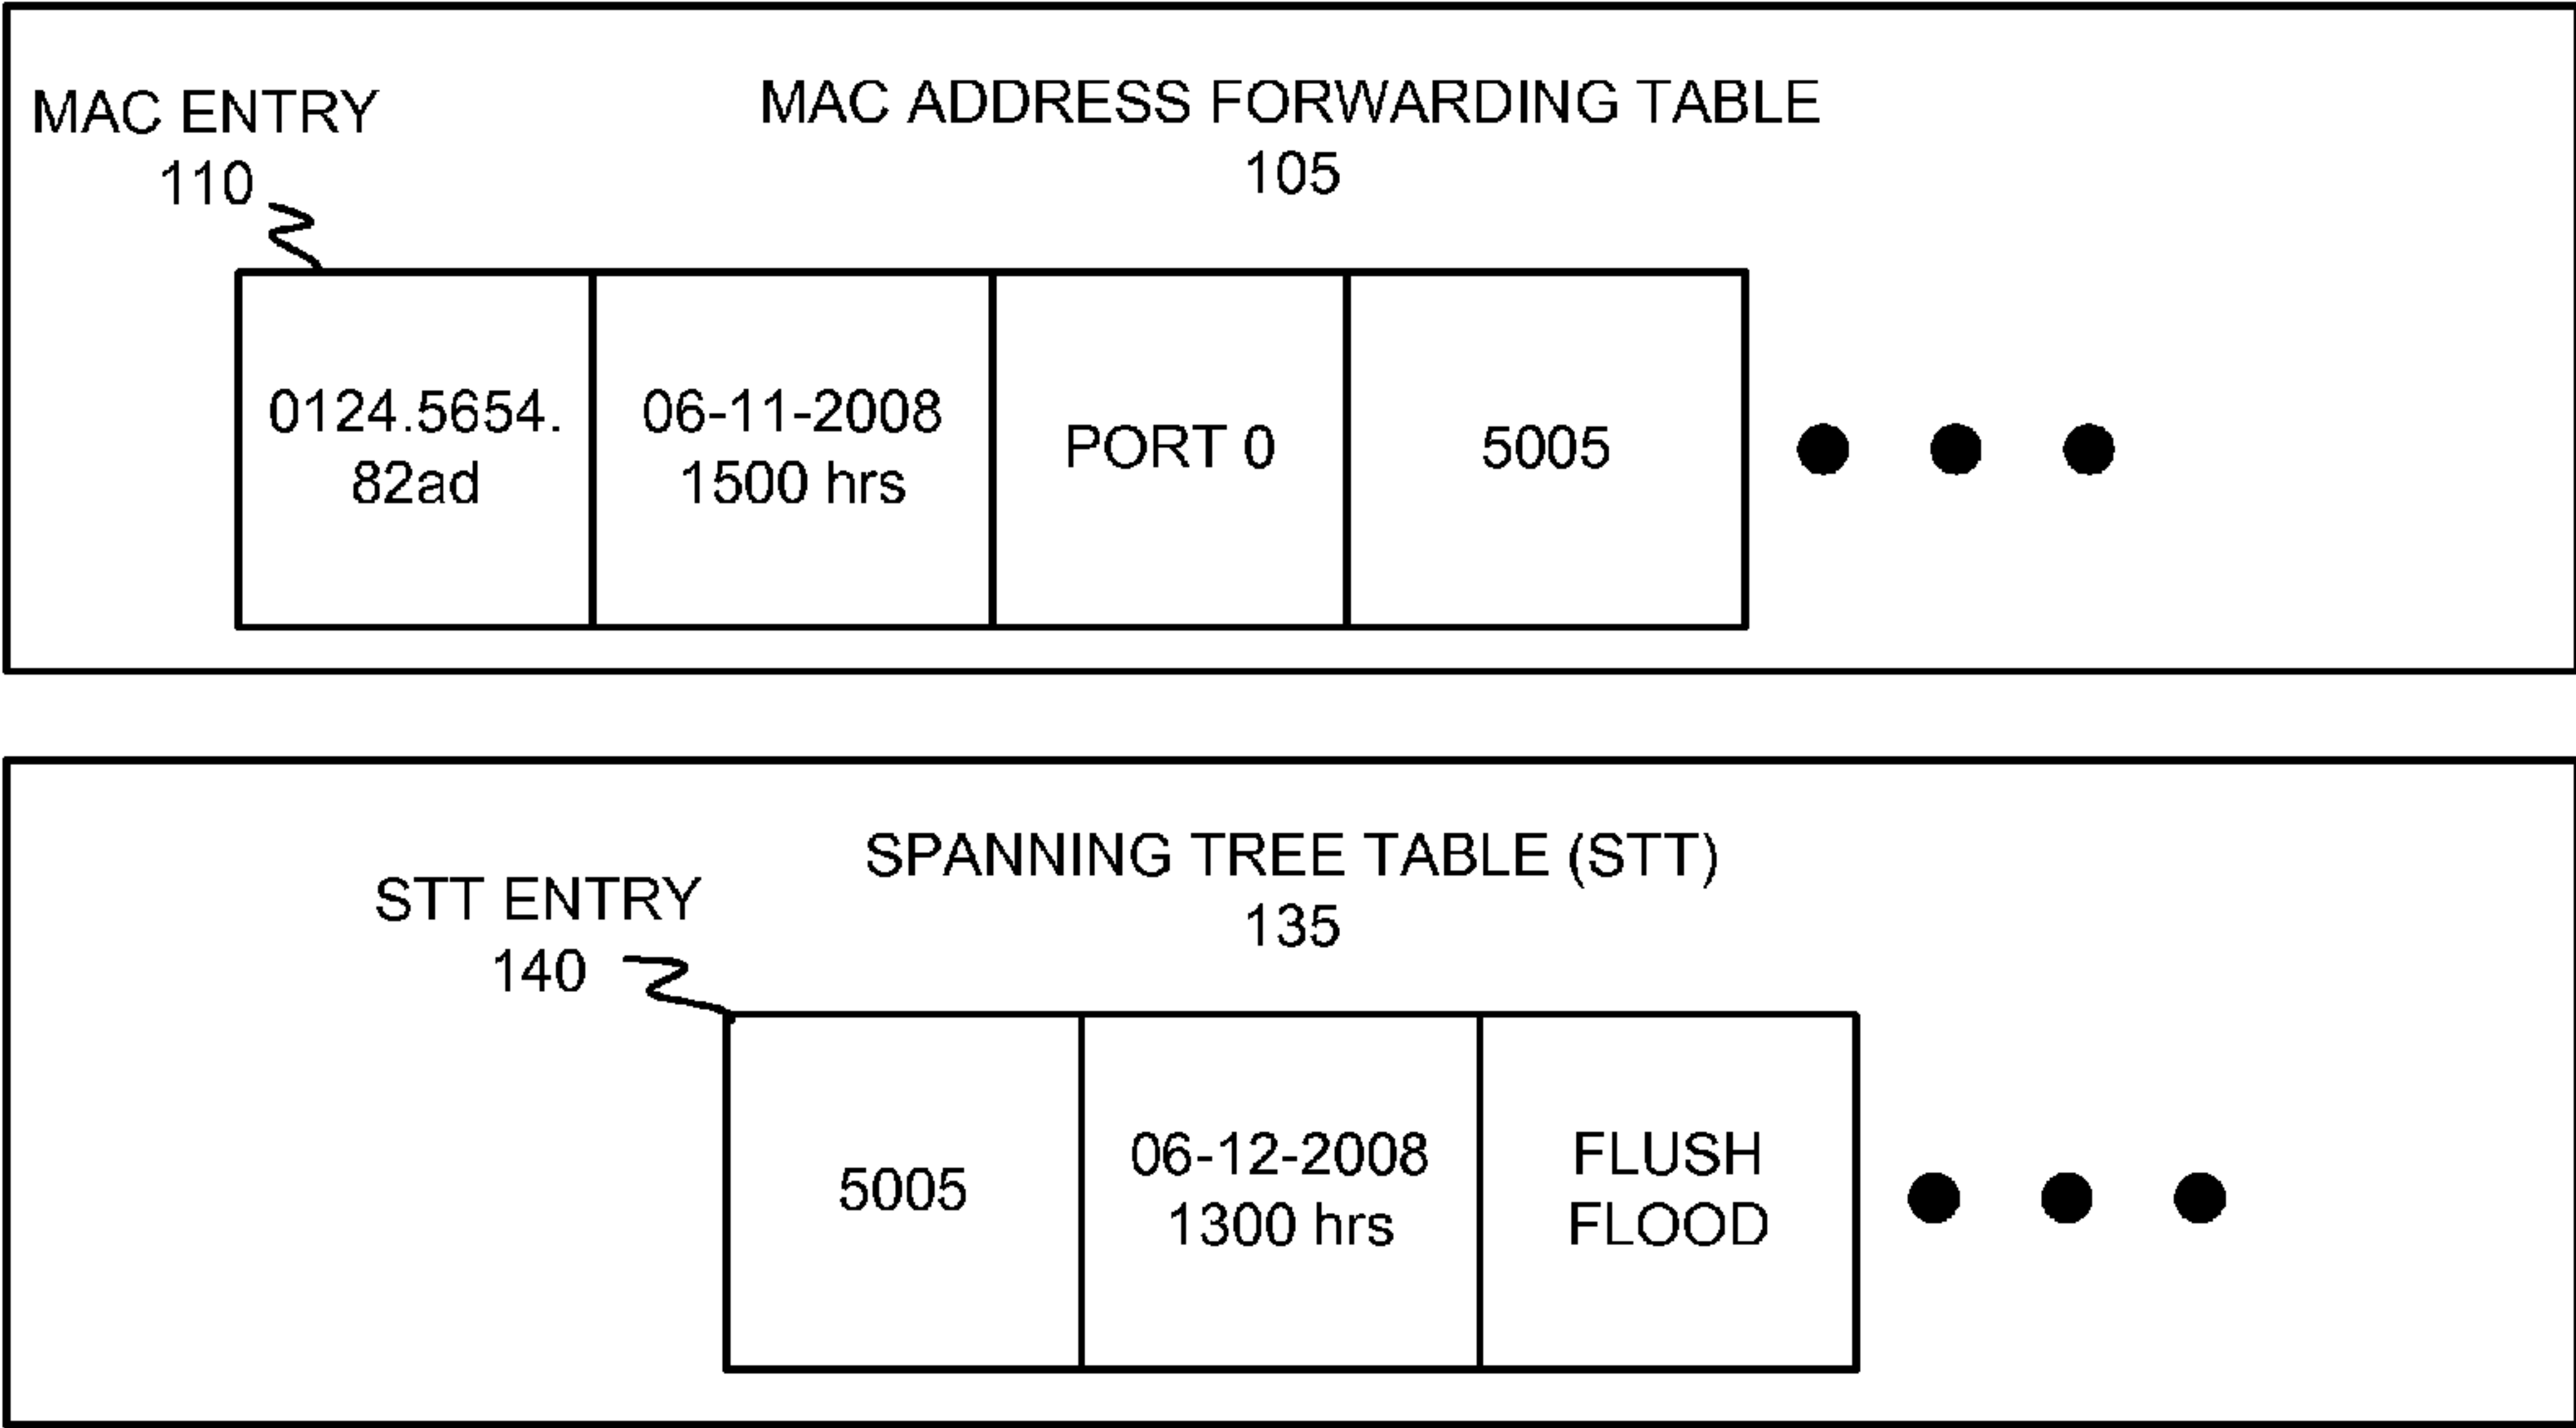 MAC ENTRY
110
MAC ADDRESS FORWARDING TABLE
105
0124.5654.
82ad
06-11-2008
1500 hrs
PORT 0
5005
SPANNING TREE TABLE (STT)
135
STT ENTRY
140
5005
06-12-2008
1300 hrs
FLUSH
FLOOD